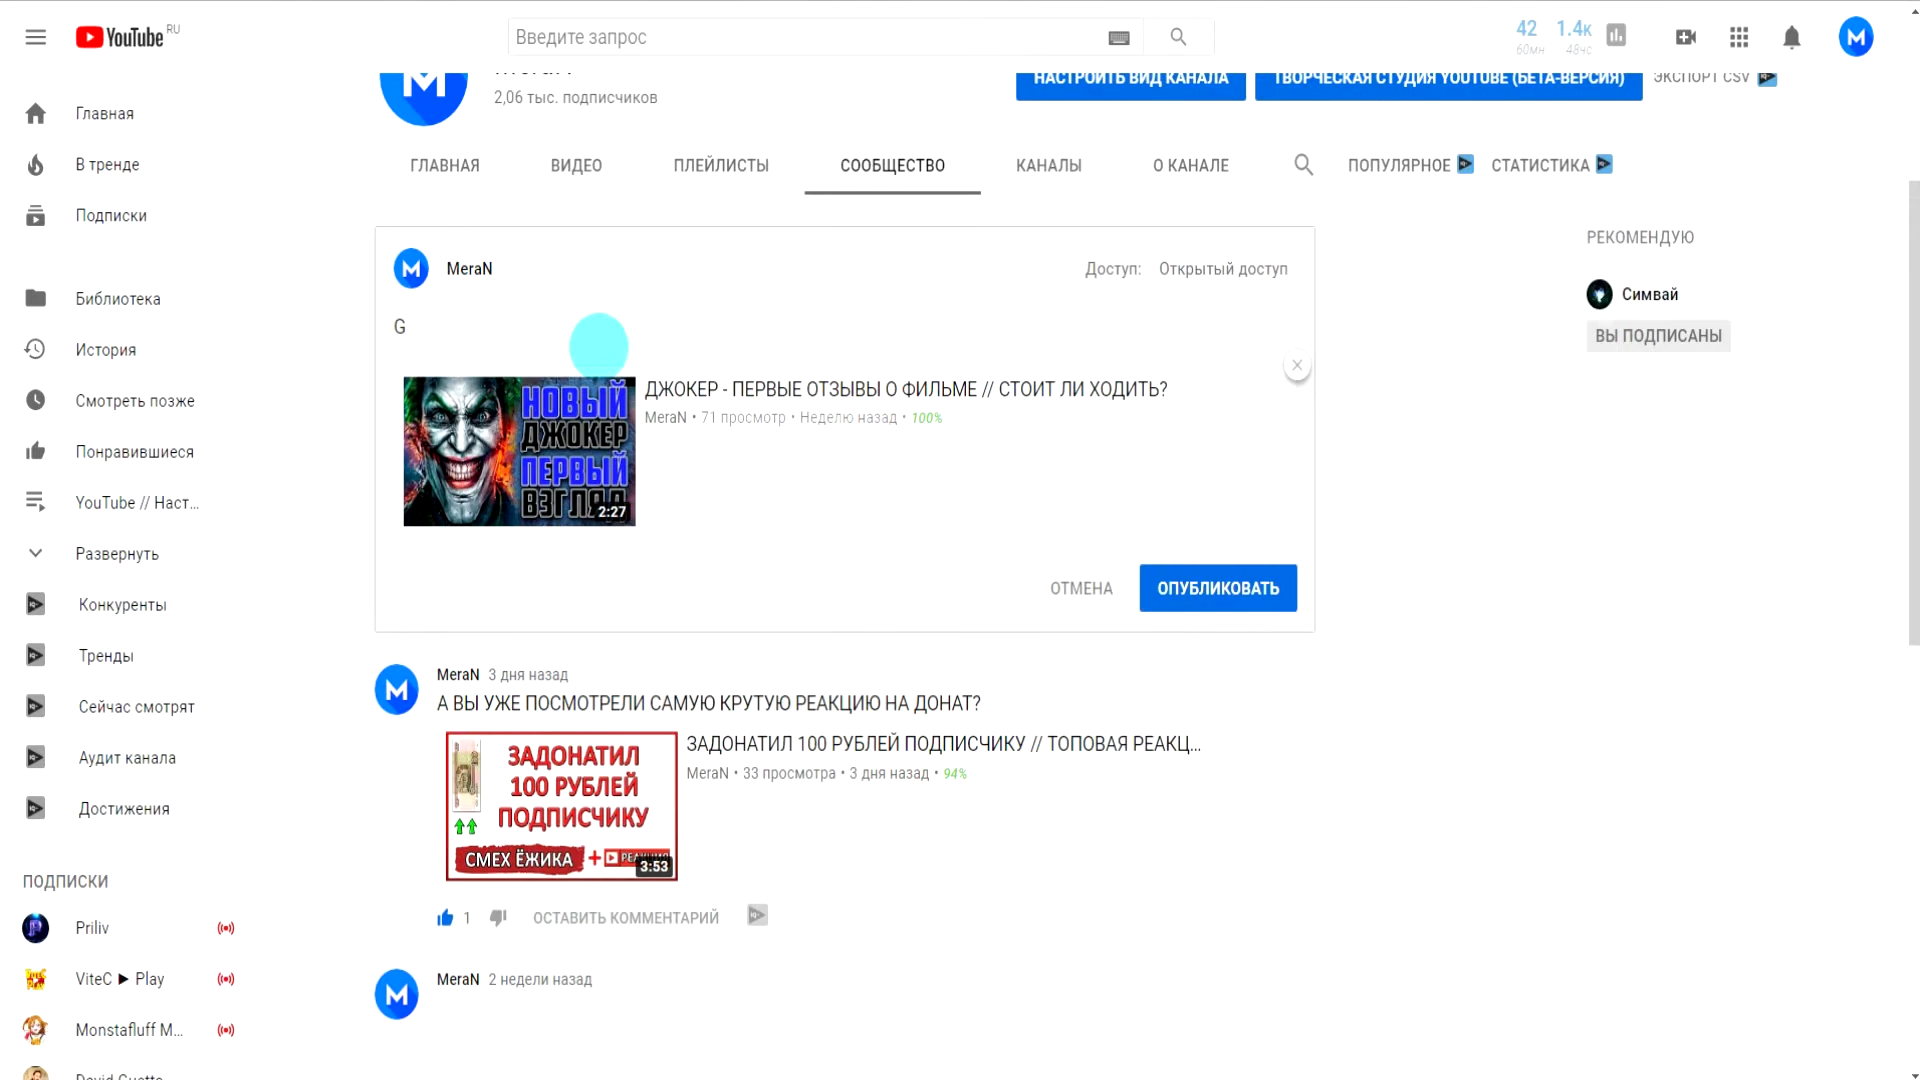 YouTube RU
Введите запрос
42 60мн
1.4к 48чс
M
2,06 тыс. подписчиков
НАСТРОИТЬ ВИД КАНАЛА
ТВОРЧЕСКАЯ СТУДИЯ YOUTUBE (БЕТА-ВЕРСИЯ)
ЭКСПОРТ CSV
ГЛАВНАЯ
ВИДЕО
ПЛЕЙЛИСТЫ
СООБЩЕСТВО
КАНАЛЫ
О КАНАЛЕ
ПОПУЛЯРНОЕ
СТАТИСТИКА
Главная
В тренде
Подписки
Библиотека
История
Смотреть позже
Понравившиеся
YouTube // Наст...
Развернуть
Конкуренты
Тренды
Сейчас смотрят
Аудит канала
Достижения
ПОДПИСКИ
Priliv
ViteC ► Play
Monstafluff M...
David Guetta
MeraN
Доступ: Открытый доступ
G
НОВЫЙ
ДЖОКЕР
ПЕРВЫЙ
ВЗГЛЯД
2:27
ДЖОКЕР - ПЕРВЫЕ ОТЗЫВЫ О ФИЛЬМЕ // СТОИТ ЛИ ХОДИТЬ?
MeraN • 71 просмотр • Неделю назад • 100%
ОТМЕНА
ОПУБЛИКОВАТЬ
MeraN 3 дня назад
А ВЫ УЖЕ ПОСМОТРЕЛИ САМУЮ КРУТУЮ РЕАКЦИЮ НА ДОНАТ?
ЗАДОНАТИЛ
100 РУБЛЕЙ
ПОДПИСЧИКУ
СМЕХ ЁЖИКА + РЕАКЦИЯ
3:53
ЗАДОНАТИЛ 100 РУБЛЕЙ ПОДПИСЧИКУ // ТОПОВАЯ РЕАКЦ...
MeraN • 33 просмотра • 3 дня назад • 94%
1
ОСТАВИТЬ КОММЕНТАРИЙ
MeraN 2 недели назад
РЕКОМЕНДУЮ
Симвай
ВЫ ПОДПИСАНЫ